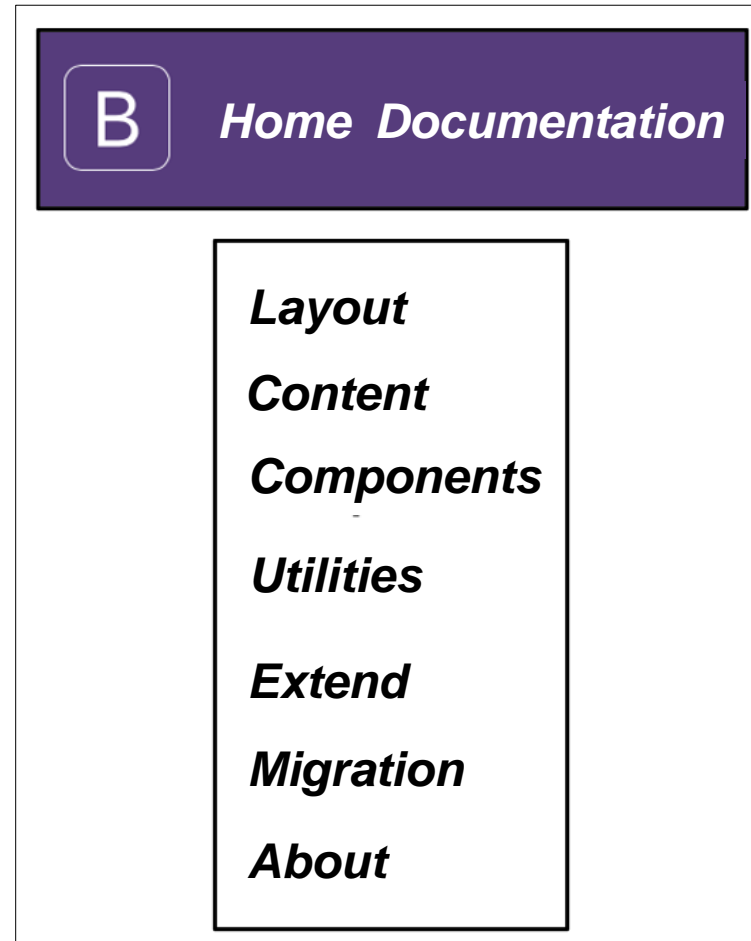 B Home Documentation
Layout
Content
Components
Utilities
Extend
Migration
About